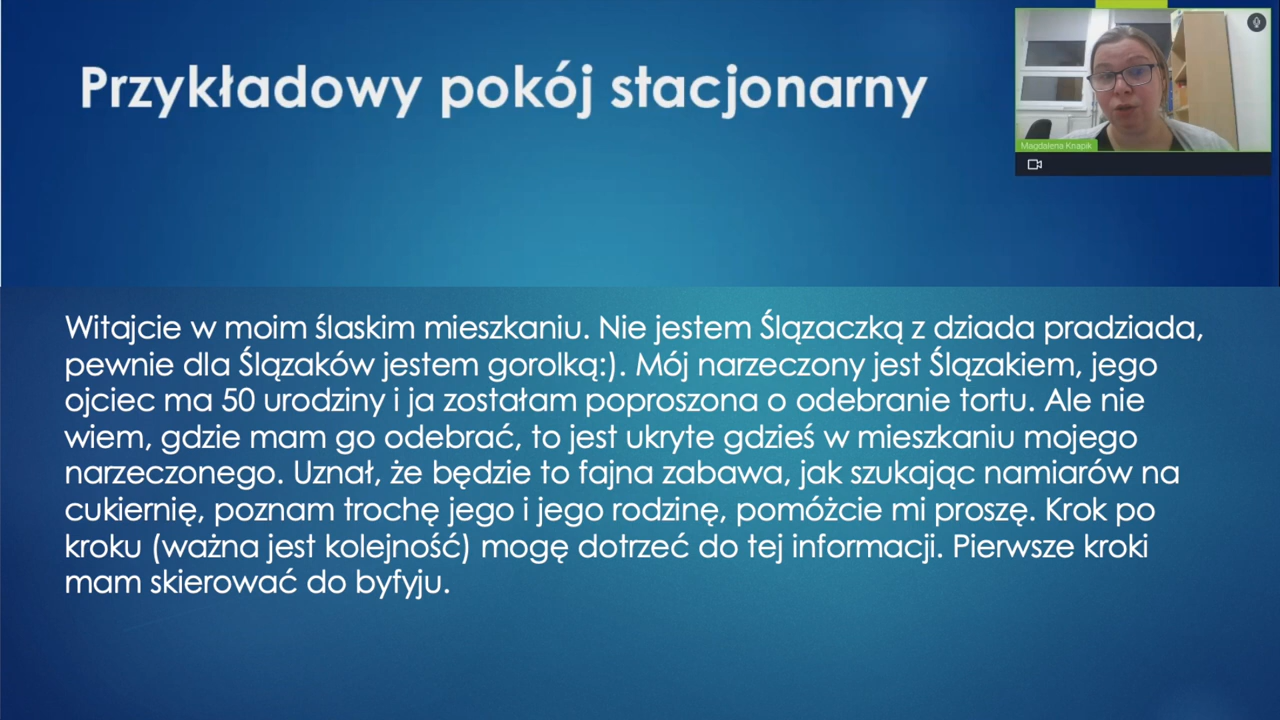 Przykładowy pokój stacjonarny
Magdalena Knapik
Witajcie w moim ślaskim mieszkaniu. Nie jestem Ślązaczką z dziada pradziada,
pewnie dla Ślązaków jestem gorolką:). Mój narzeczony jest Ślązakiem, jego
ojciec ma 50 urodziny i ja zostałam poproszona o odebranie tortu. Ale nie
wiem, gdzie mam go odebrać, to jest ukryte gdzieś w mieszkaniu mojego
narzeczonego. Uznał, że będzie to fajna zabawa, jak szukając namiarów na
cukiernię, poznam trochę jego i jego rodzinę, pomóżcie mi proszę. Krok po
kroku (ważna jest kolejność) mogę dotrzeć do tej informacji. Pierwsze kroki
mam skierować do byfyju.